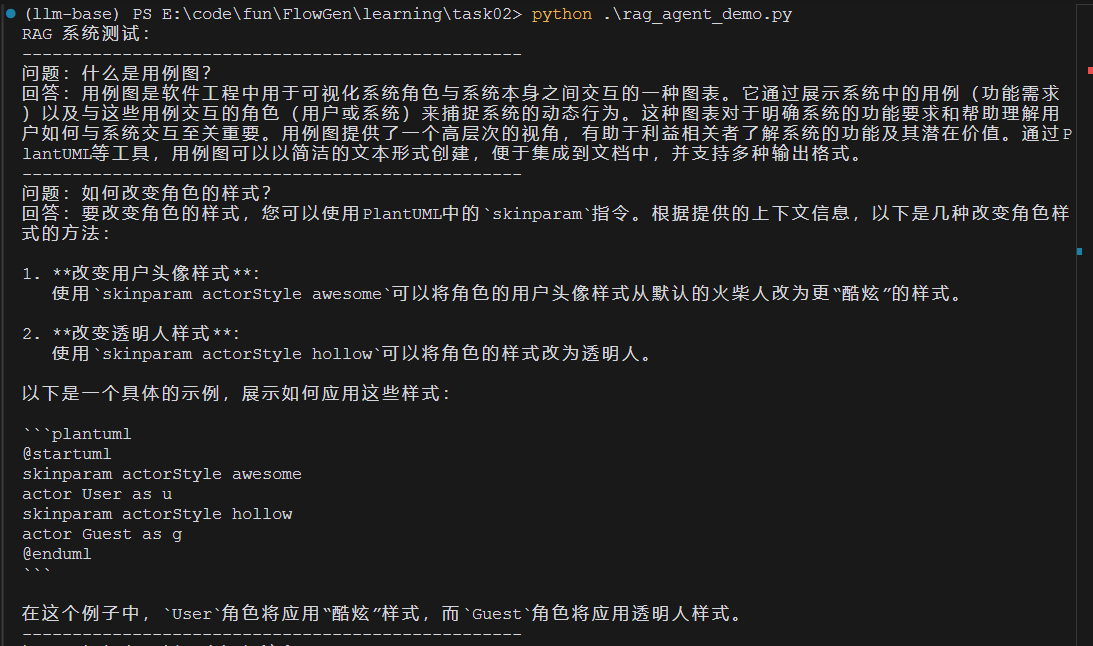 (llm-base) PS E:\code\fun\FlowGen\learning\task02> python .\rag_agent_demo.py
RAG 系统测试：
--------------------------------------------------
问题：什么是用例图？
回答：用例图是软件工程中用于可视化系统角色与系统本身之间交互的一种图表。它通过展示系统中的用例（功能需求
）以及与这些用例交互的角色（用户或系统）来捕捉系统的动态行为。这种图表对于明确系统的功能要求和帮助理解用
户如何与系统交互至关重要。用例图提供了一个高层次的视角，有助于利益相关者了解系统的功能及其潜在价值。通过P
lantUML等工具，用例图可以以简洁的文本形式创建，便于集成到文档中，并支持多种输出格式。
--------------------------------------------------
问题：如何改变角色的样式？
回答：要改变角色的样式，您可以使用PlantUML中的`skinparam`指令。根据提供的上下文信息，以下是几种改变角色样
式的方法：
1. **改变用户头像样式**：
使用`skinparam actorStyle awesome`可以将角色的用户头像样式从默认的火柴人改为更“酷炫”的样式。
2. **改变透明人样式**：
使用`skinparam actorStyle hollow`可以将角色的样式改为透明人。
以下是一个具体的示例，展示如何应用这些样式：
```plantuml
@startuml
skinparam actorStyle awesome
actor User as u
skinparam actorStyle hollow
actor Guest as g
@enduml
```
在这个例子中，`User`角色将应用“酷炫”样式，而`Guest`角色将应用透明人样式。
--------------------------------------------------